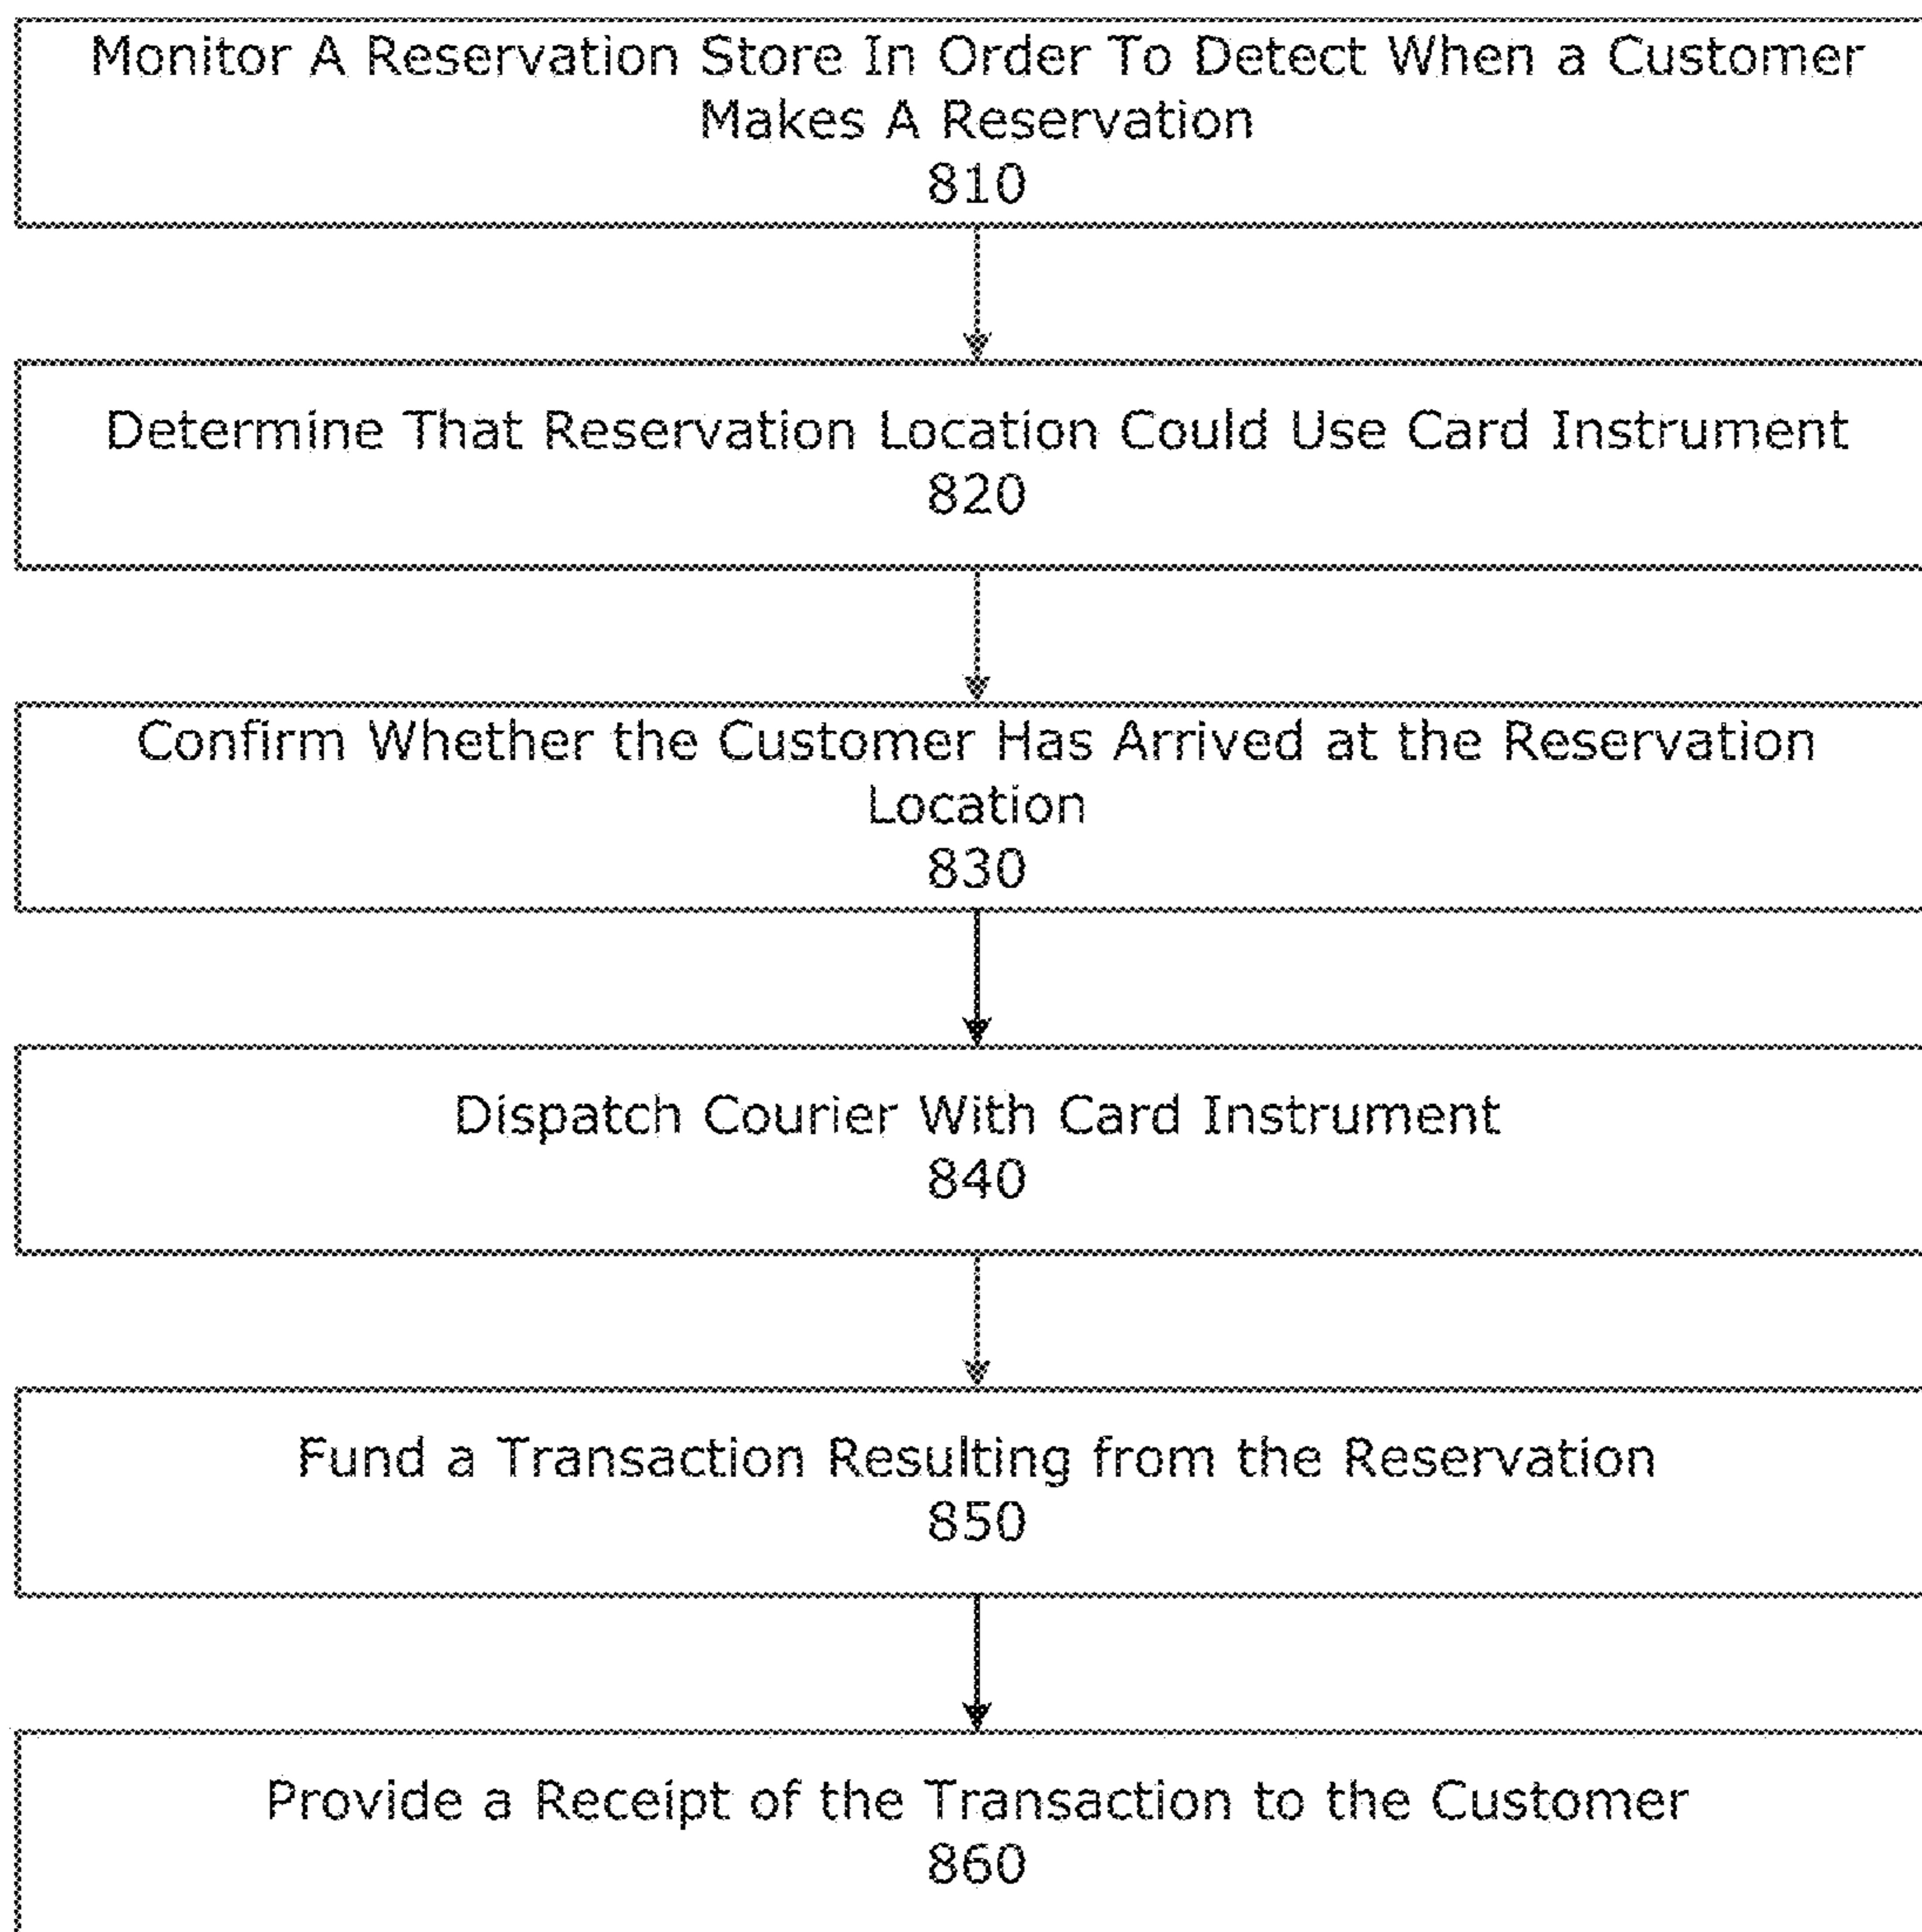 Monitor A Reservation Store In Order To Detect When a Customer
Makes A Reservation
810
Determine That Reservation Location Could Use Card Instrument
820
Confirm Whether the Customer Has Arrived at the Reservation
Location
830
Dispatch Courier With Card Instrument
840
Fund a Transaction Resulting from the Reservation
850
Provide a Receipt of the Transaction to the Customer
860